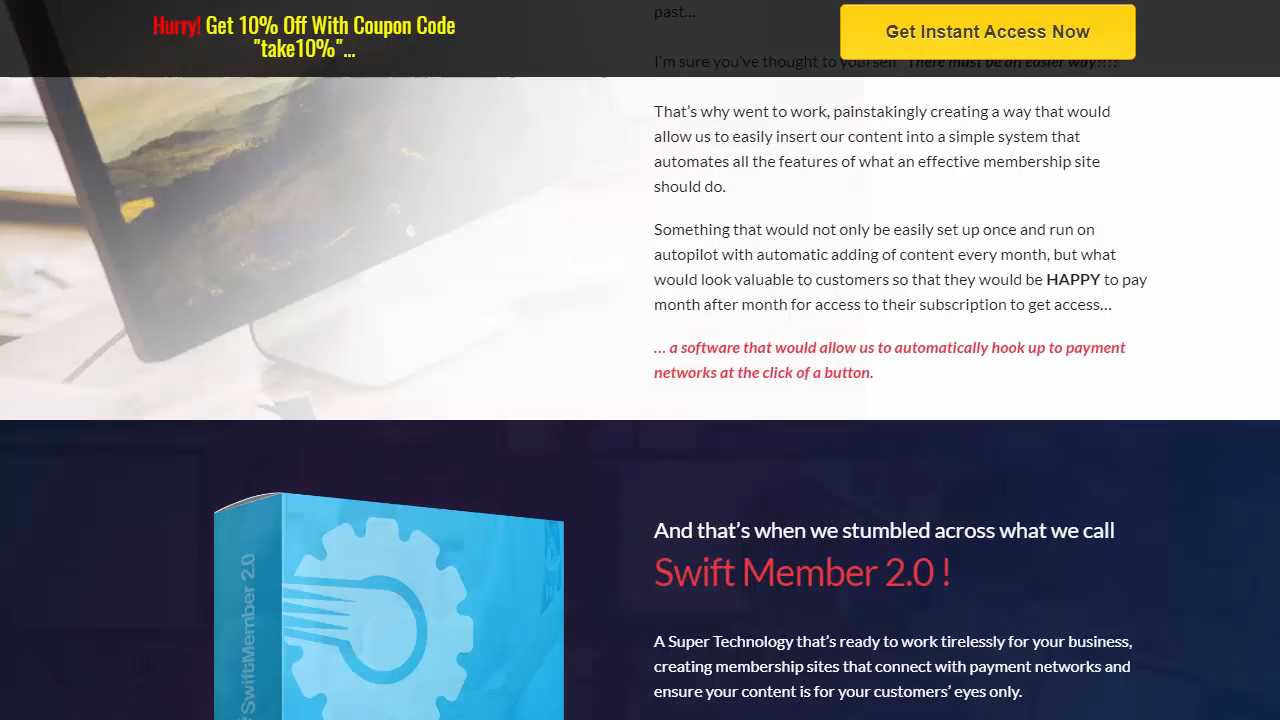 Hurry! Get 10% Off With Coupon Code
"take10%"...
Get Instant Access Now
past...
I'm sure you've thought to yourself "There must be an easier way!!!!"
That's why went to work, painstakingly creating a way that would
allow us to easily insert our content into a simple system that
automates all the features of what an effective membership site
should do.
Something that would not only be easily set up once and run on
autopilot with automatic adding of content every month, but what
would look valuable to customers so that they would be HAPPY to pay
month after month for access to their subscription to get access...
... a software that would allow us to automatically hook up to payment
networks at the click of a button.
SwiftMember 2.0
And that's when we stumbled across what we call
Swift Member 2.0 !
A Super Technology that's ready to work tirelessly for your business,
creating membership sites that connect with payment networks and
ensure your content is for your customers' eyes only.